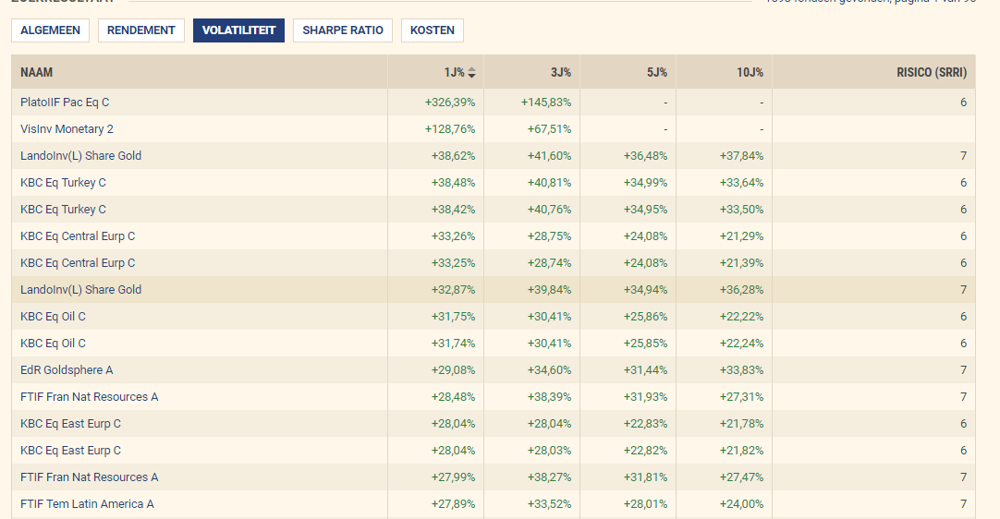 ZOEKRESULTAAT 1893 fondsen gevonden, pagina 1 van 95
ALGEMEEN RENDEMENT VOLATILITEIT SHARPE RATIO KOSTEN
NAAM 1J% 3J% 5J% 10J% RISICO (SRRI)
PlatoIIF Pac Eq C +326,39% +145,83% - - 6
VisInv Monetary 2 +128,76% +67,51% - -
LandoInv(L) Share Gold +38,62% +41,60% +36,48% +37,84% 7
KBC Eq Turkey C +38,48% +40,81% +34,99% +33,64% 6
KBC Eq Turkey C +38,42% +40,76% +34,95% +33,50% 6
KBC Eq Central Eurp C +33,26% +28,75% +24,08% +21,29% 6
KBC Eq Central Eurp C +33,25% +28,74% +24,08% +21,39% 6
LandoInv(L) Share Gold +32,87% +39,84% +34,94% +36,28% 7
KBC Eq Oil C +31,75% +30,41% +25,86% +22,22% 6
KBC Eq Oil C +31,74% +30,41% +25,85% +22,24% 6
EdR Goldsphere A +29,08% +34,60% +31,44% +33,83% 7
FTIF Fran Nat Resources A +28,48% +38,39% +31,93% +27,31% 7
KBC Eq East Eurp C +28,04% +28,04% +22,83% +21,78% 6
KBC Eq East Eurp C +28,04% +28,03% +22,82% +21,82% 6
FTIF Fran Nat Resources A +27,99% +38,27% +31,81% +27,47% 7
FTIF Tem Latin America A +27,89% +33,52% +28,01% +24,00% 7